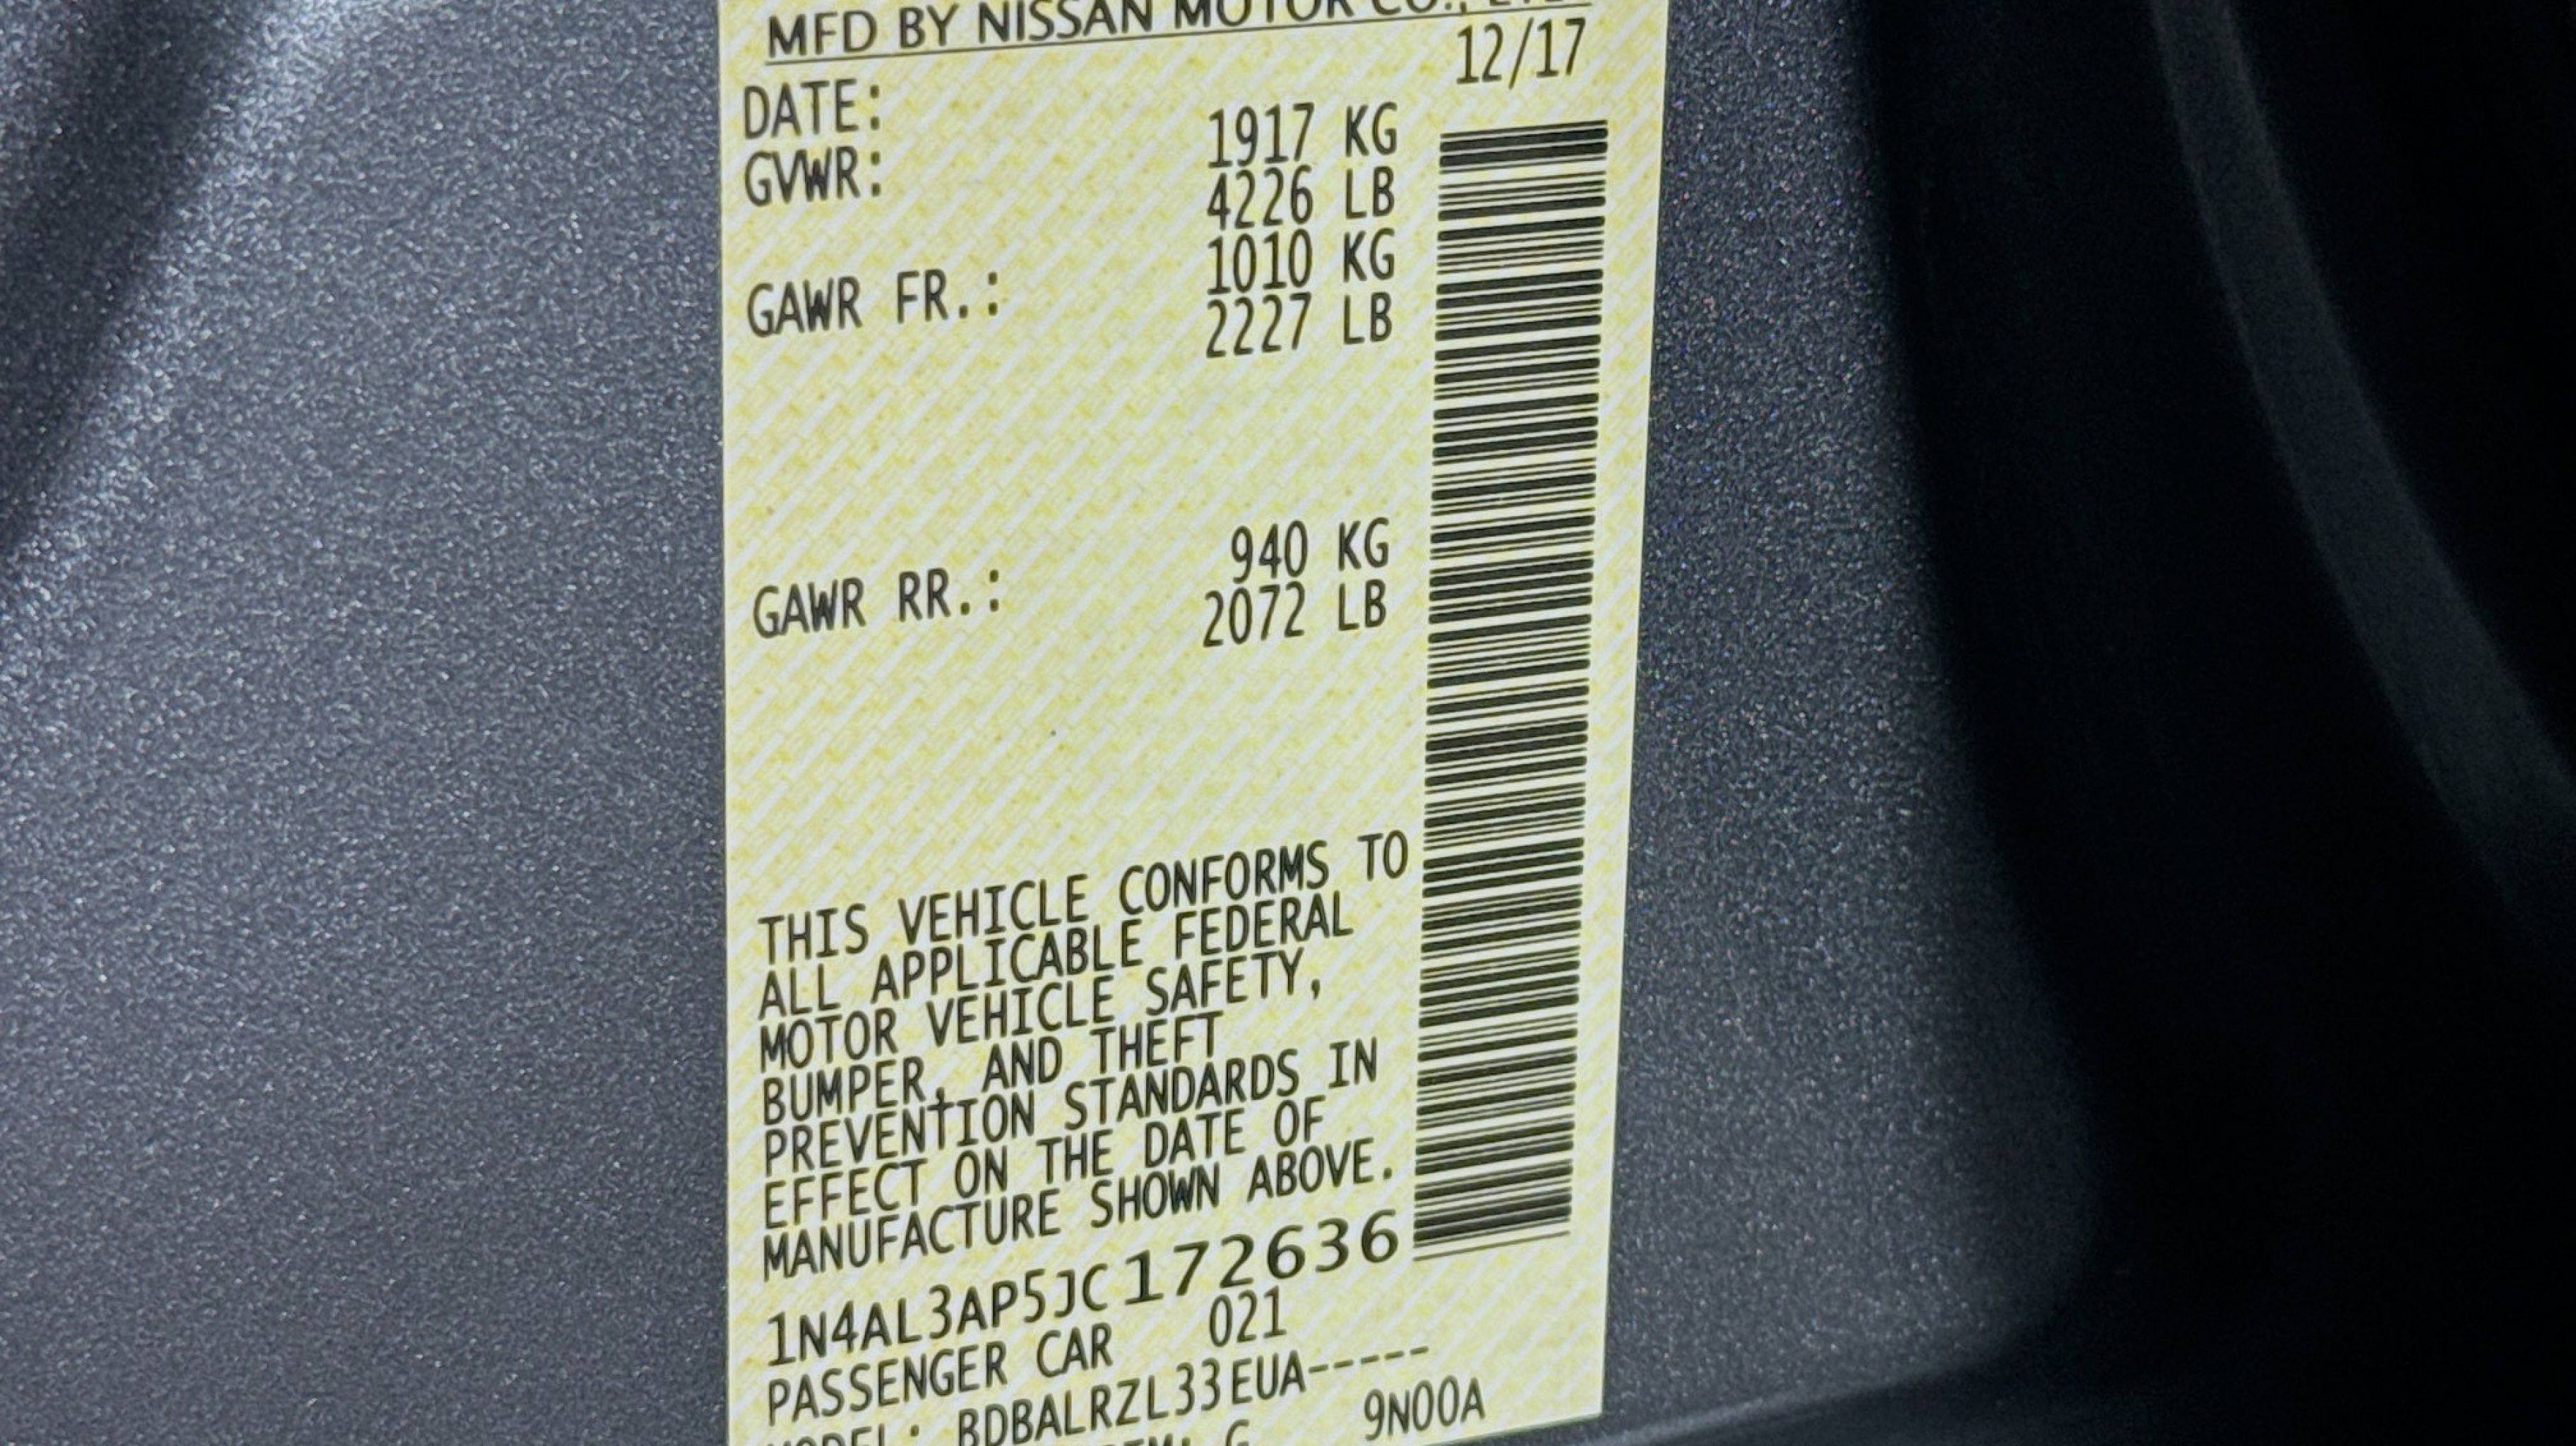 MFD BY NISSAN MOTOR CO.,
DATE: 12/17
GVWR: 1917 KG
4226 LB
GAWR FR.: 1010 KG
2227 LB
GAWR RR.: 940 KG
2072 LB
THIS VEHICLE CONFORMS TO
ALL APPLICABLE FEDERAL
MOTOR VEHICLE SAFETY,
BUMPER, AND THEFT
PREVENTION STANDARDS IN
EFFECT ON THE DATE OF
MANUFACTURE SHOWN ABOVE.
1N4AL3AP5JC172636
PASSENGER CAR 021
MODEL: BDBALRZL33EUA-----
9N00A